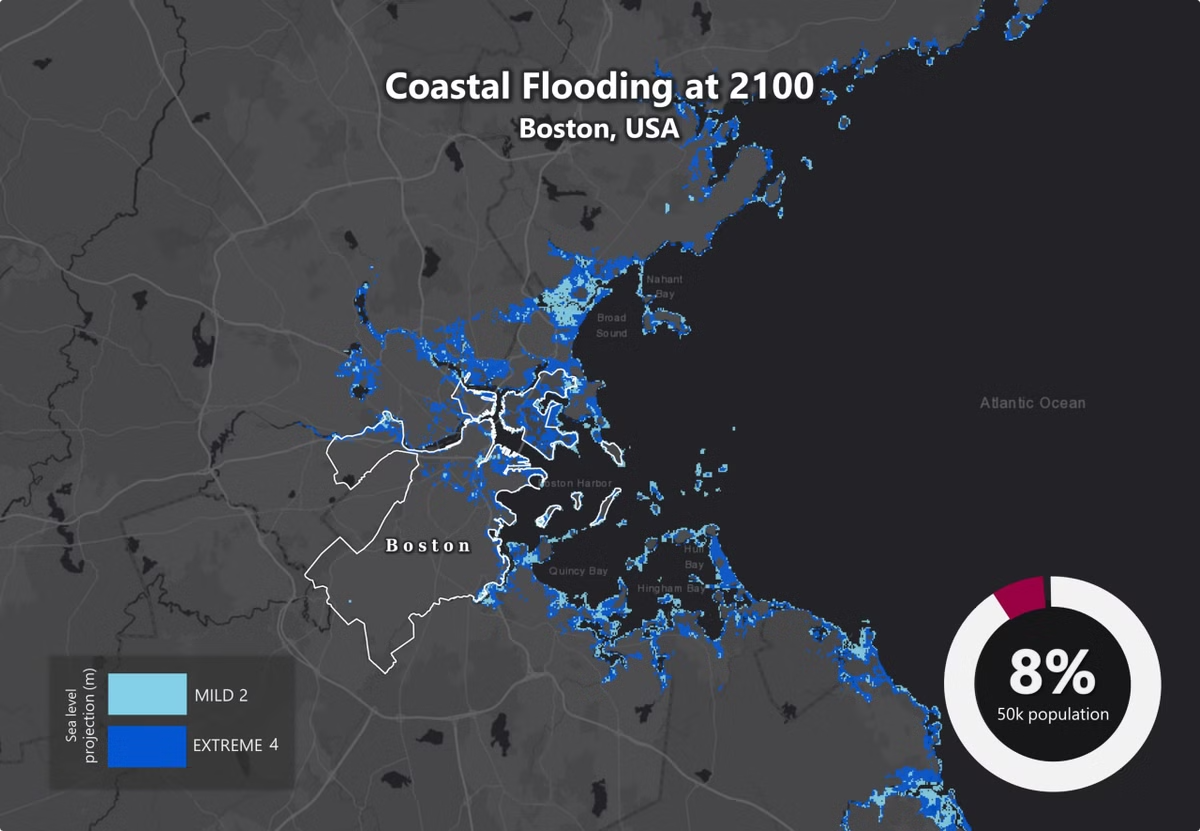 Coastal Flooding at 2100
Boston, USA
Nahant
Bay
Broad
Sound
Atlantic Ocean
Boston Harbor
Boston
Quincy Bay
Hull
Bay
Hingham Bay
Sea level
projection (m)
MILD 2
EXTREME 4
8%
50k population